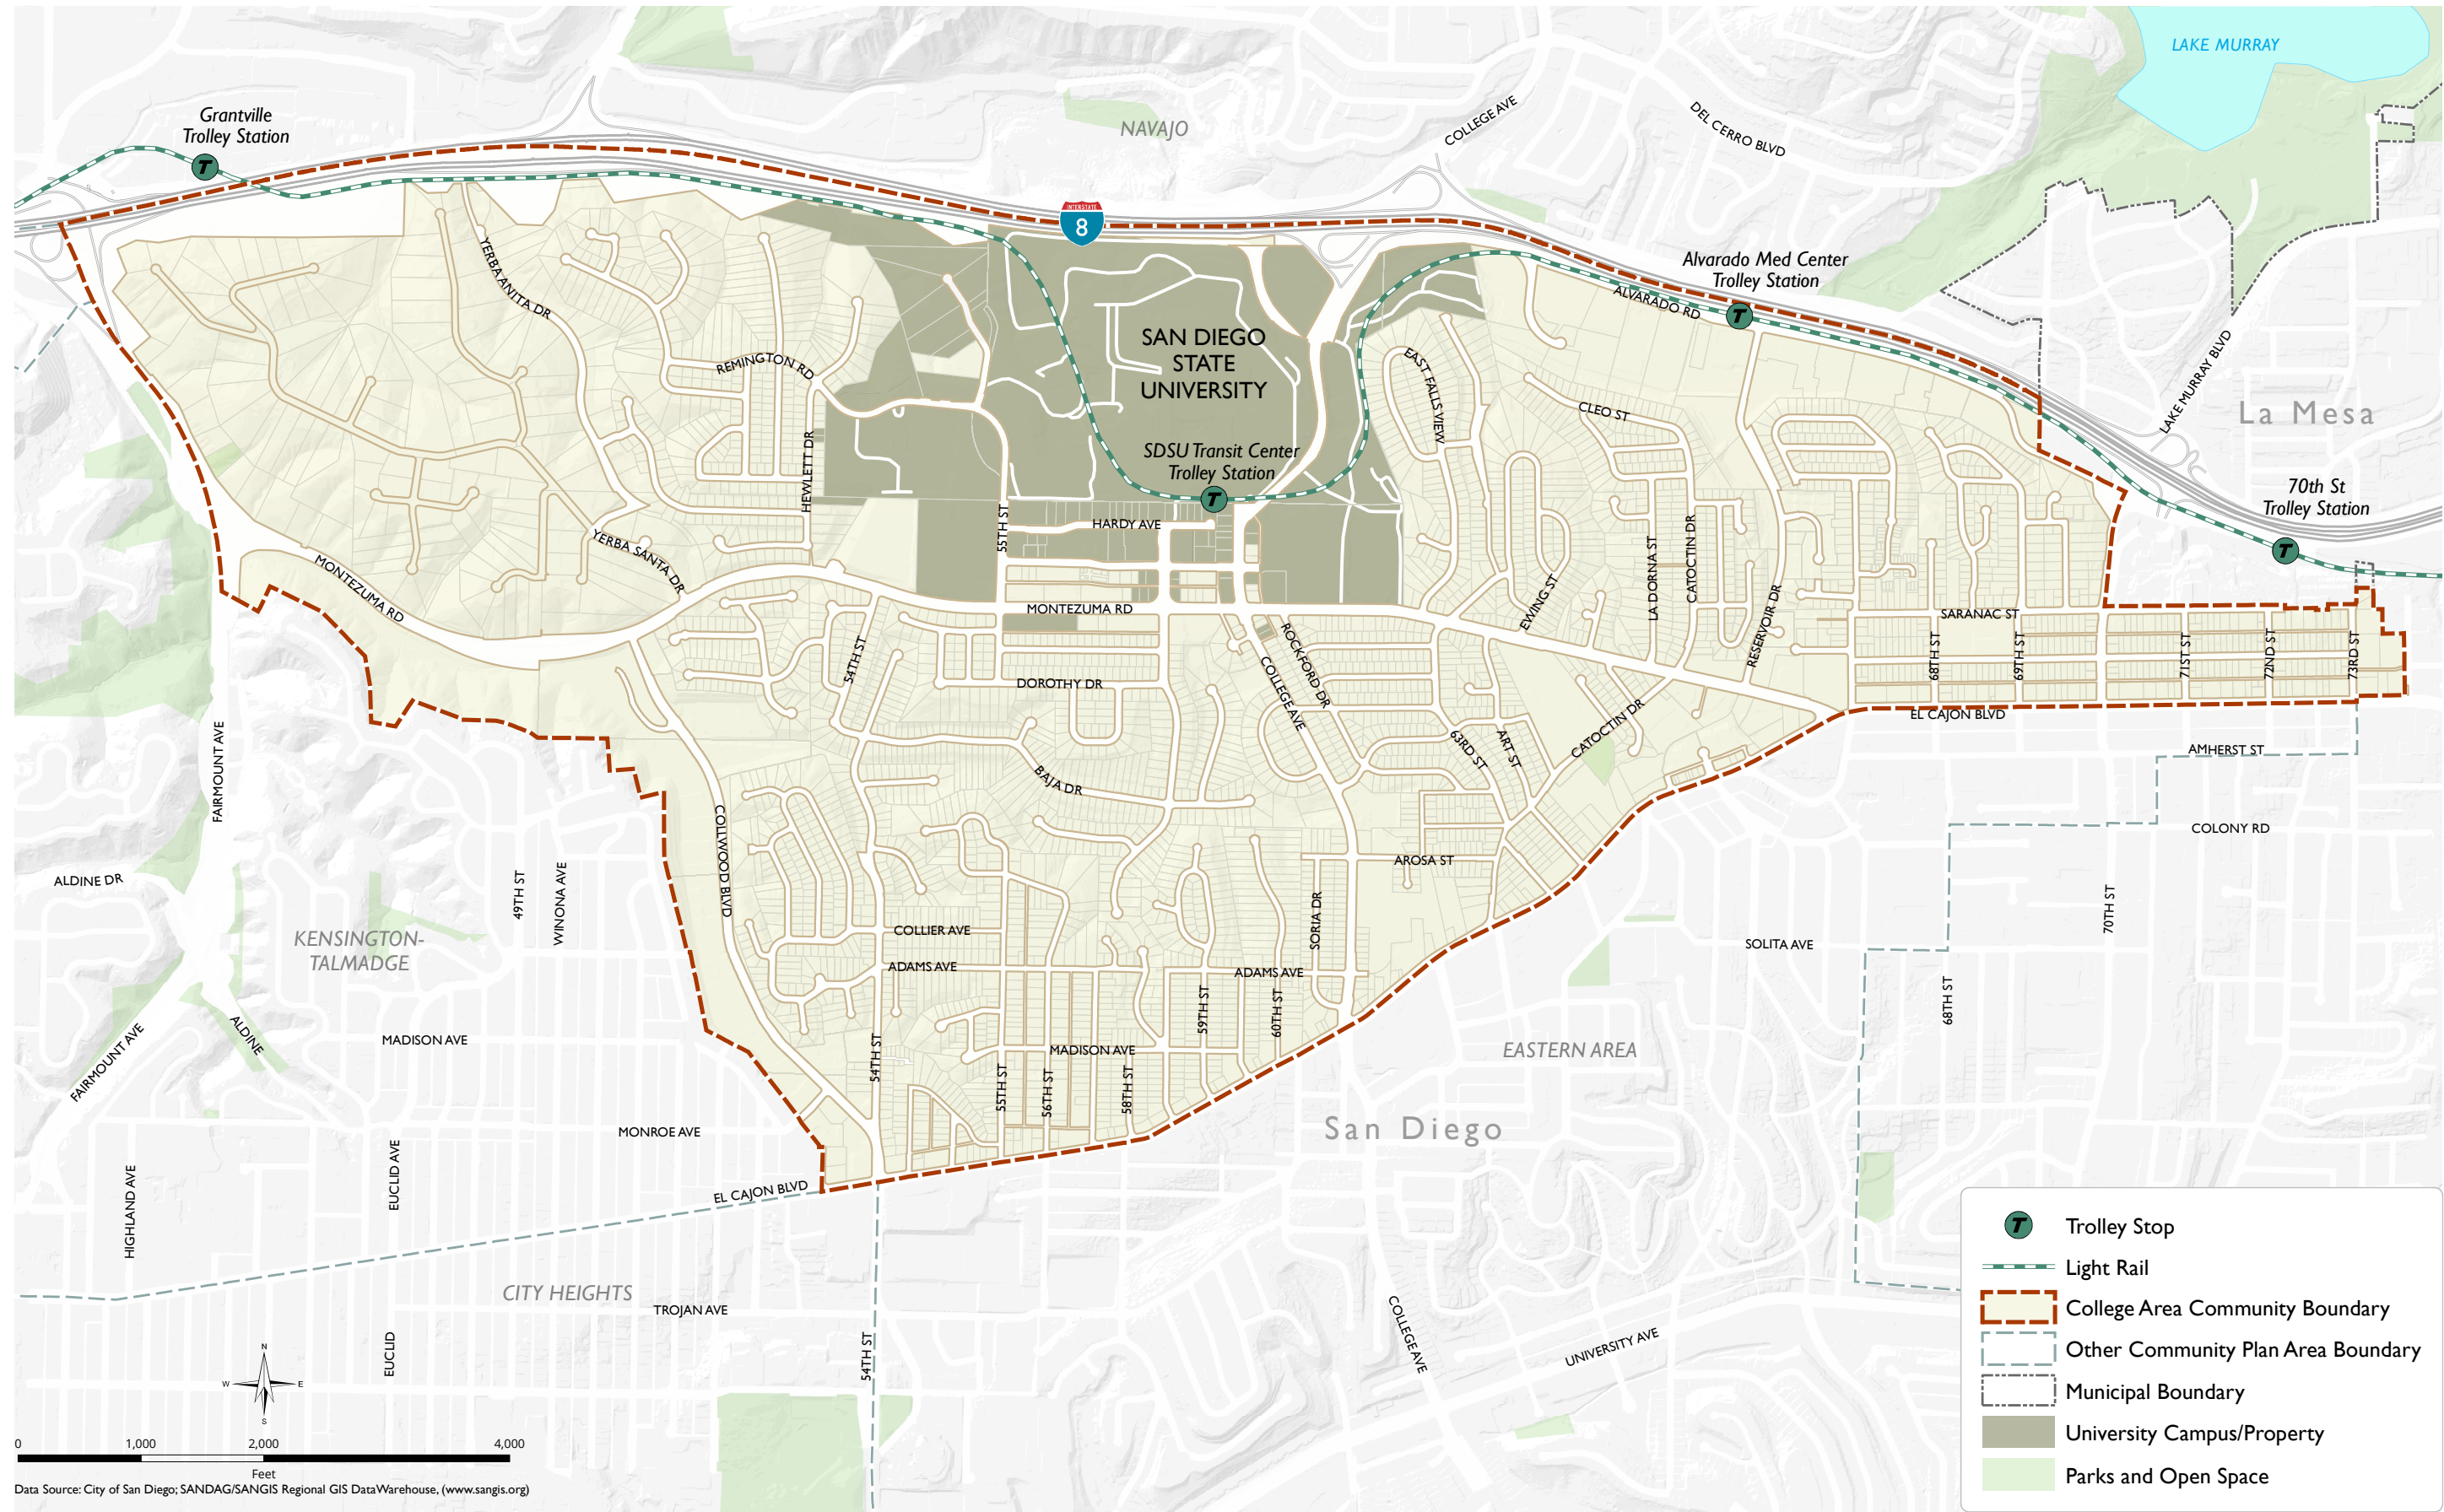 LAKE MURRAY
Grantville
Trolley Station
NAVAJO
COLLEGE AVE
DEL CERRO BLVD
INTERSTATE
8
YERBA ANITA DR
Alvarado Med Center
Trolley Station
ALVARADO RD
SAN DIEGO
STATE
UNIVERSITY
REMINGTON RD
EAST FALLS VIEW
CLEO ST
LAKE MURRAY BLVD
La Mesa
HEWLETT DR
SDSU Transit Center
Trolley Station
70th St
Trolley Station
55TH ST
HARDY AVE
YERBA SANTA DR
MONTEZUMA RD
MONTEZUMA RD
EWING ST
LA DORNA ST
CATOCTIN DR
RESERVOIR DR
SARANAC ST
68TH ST
69TH ST
71ST ST
72ND ST
73RD ST
54TH ST
DOROTHY DR
COLLEGE AVE
ROCKFORD DR
EL CAJON BLVD
FAIRMOUNT AVE
63RD ST
ART ST
CATOCTIN DR
AMHERST ST
BAJA DR
COLLWOOD BLVD
COLONY RD
AROSA ST
ALDINE DR
49TH ST
WINONA AVE
SORIA DR
70TH ST
COLLIER AVE
KENSINGTON-
TALMADGE
SOLITA AVE
ADAMS AVE
ADAMS AVE
59TH ST
60TH ST
68TH ST
FAIRMOUNT AVE
ALDINE
MADISON AVE
54TH ST
MADISON AVE
EASTERN AREA
55TH ST
56TH ST
58TH ST
MONROE AVE
San Diego
HIGHLAND AVE
EUCLID AVE
EL CAJON BLVD
CITY HEIGHTS
TROJAN AVE
EUCLID
54TH ST
COLLEGE AVE
UNIVERSITY AVE
T
T
T
T
T
Trolley Stop
Light Rail
College Area Community Boundary
Other Community Plan Area Boundary
Municipal Boundary
University Campus/Property
Parks and Open Space
N
W
E
S
0 1,000 2,000 4,000
Feet
Data Source: City of San Diego; SANDAG/SANGIS Regional GIS DataWarehouse, (www.sangis.org)